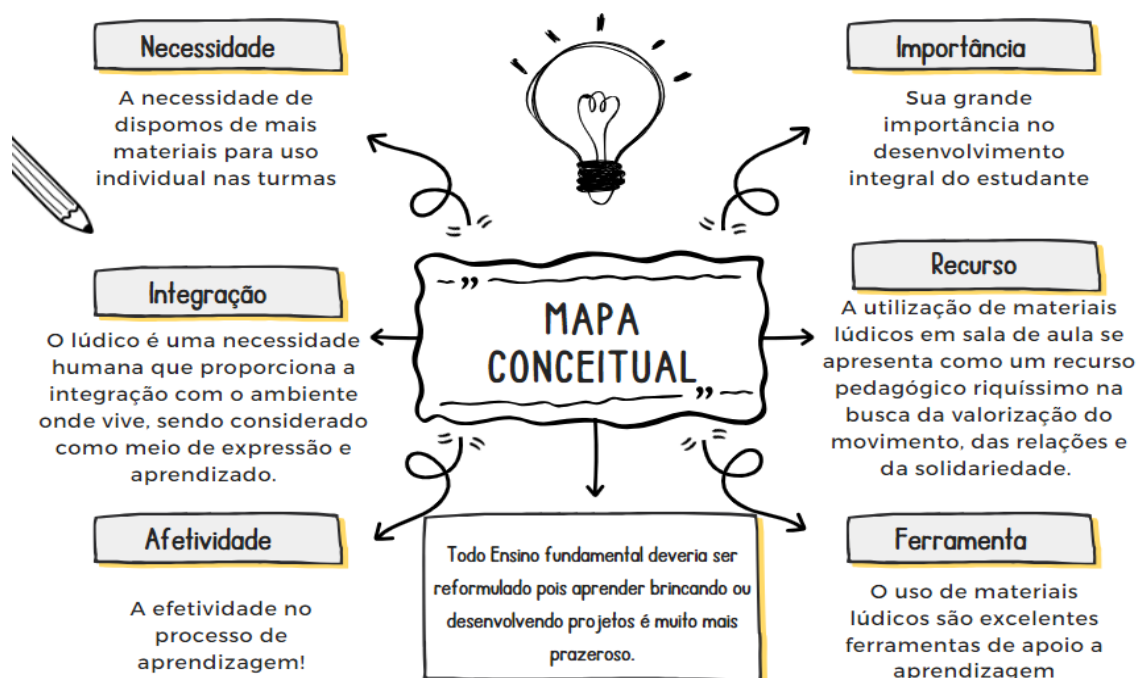 Necessidade
A necessidade de
dispomos de mais
materiais para uso
individual nas turmas
Importância
Sua grande
importância no
desenvolvimento
integral do estudante
Integração
O lúdico é uma necessidade
humana que proporciona a
integração com o ambiente
onde vive, sendo considerado
como meio de expressão e
aprendizado.
MAPA
CONCEITUAL
Recurso
A utilização de materiais
lúdicos em sala de aula se
apresenta como um recurso
pedagógico riquíssimo na
busca da valorização do
movimento, das relações e
da solidariedade.
Afetividade
A efetividade no
processo de
aprendizagem!
Todo Ensino fundamental deveria ser
reformulado pois aprender brincando ou
desenvolvendo projetos é muito mais
prazeroso.
Ferramenta
O uso de materiais
lúdicos são excelentes
ferramentas de apoio a
aprendizagem